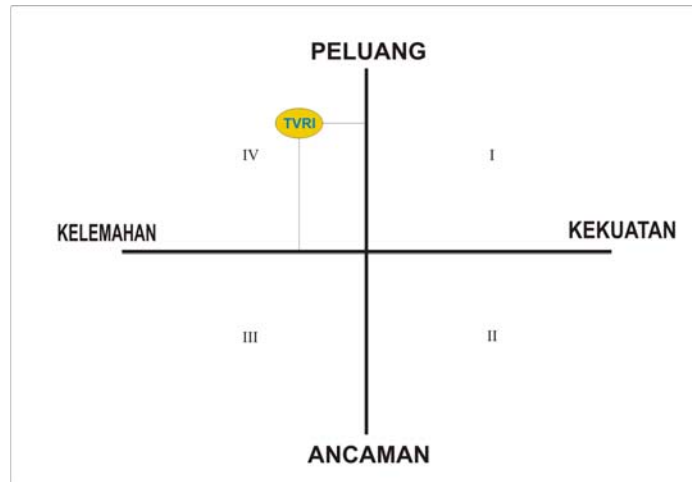 PELUANG
TVRI
IV
I
KELEMAHAN
KEKUATAN
III
II
ANCAMAN